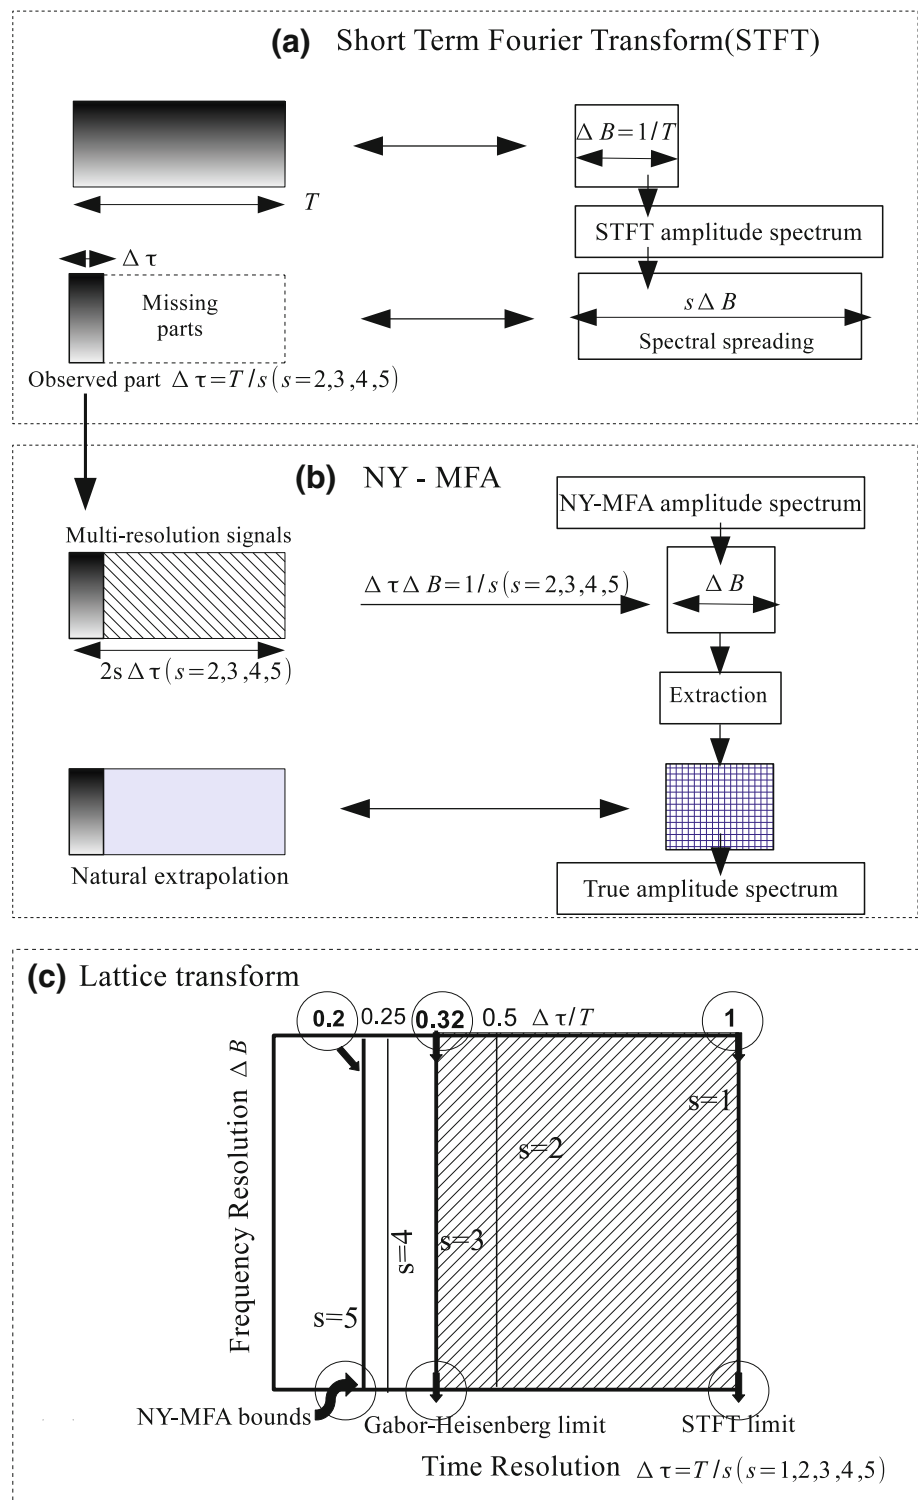 (a) Short Term Fourier Transform(STFT)
Δ B=1/T
T
STFT amplitude spectrum
Δ τ
Missing
parts
s Δ B
Spectral spreading
Observed part Δ τ=T/s(s=2,3,4,5)
(b) NY - MFA
NY-MFA amplitude spectrum
Multi-resolution signals
Δ τ Δ B=1/s(s=2,3,4,5)
Δ B
2s Δ τ(s=2,3,4,5)
Extraction
Natural extrapolation
True amplitude spectrum
(c) Lattice transform
0.2 0.25 0.32 0.5 Δ τ/T 1
Frequency Resolution Δ B
s=1
s=2
s=3
s=4
s=5
NY-MFA bounds
Gabor-Heisenberg limit
STFT limit
Time Resolution Δ τ=T/s(s=1,2,3,4,5)